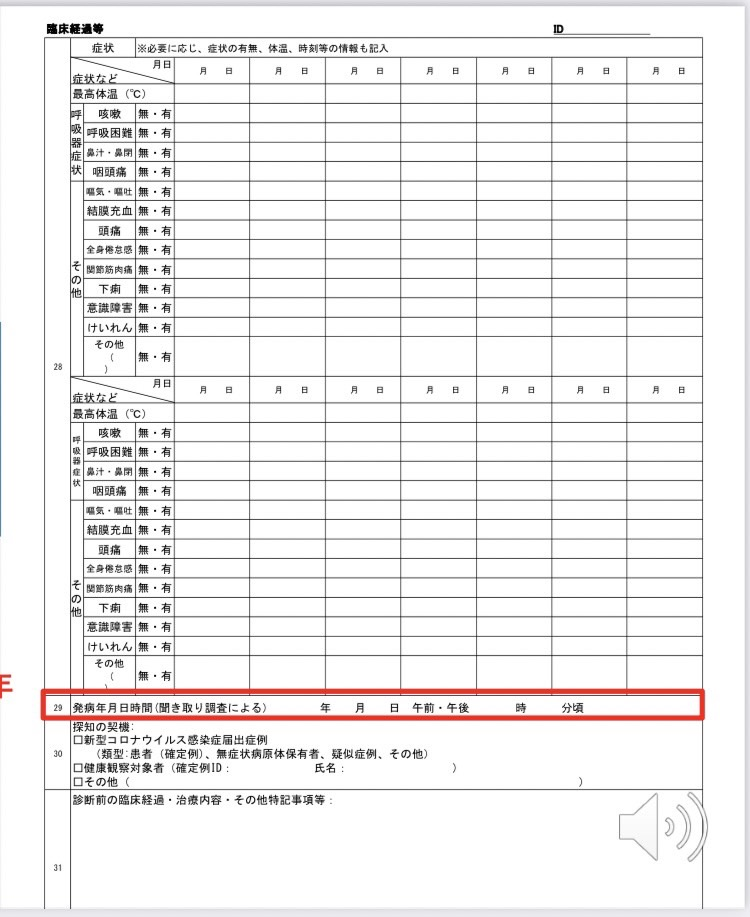 臨床経過等 ID
症状 ※必要に応じ、症状の有無、体温、時刻等の情報も記入
月日
症状など 月 日 月 日 月 日 月 日 月 日 月 日 月 日
最高体温（℃）
呼吸器症状
咳嗽 無・有
呼吸困難 無・有
鼻汁・鼻閉 無・有
咽頭痛 無・有
その他
嘔気・嘔吐 無・有
結膜充血 無・有
頭痛 無・有
全身倦怠感 無・有
関節筋肉痛 無・有
下痢 無・有
意識障害 無・有
けいれん 無・有
その他
（ 無・有
）
28
月日
症状など 月 日 月 日 月 日 月 日 月 日 月 日 月 日
最高体温（℃）
呼吸器症状
咳嗽 無・有
呼吸困難 無・有
鼻汁・鼻閉 無・有
咽頭痛 無・有
その他
嘔気・嘔吐 無・有
結膜充血 無・有
頭痛 無・有
全身倦怠感 無・有
関節筋肉痛 無・有
下痢 無・有
意識障害 無・有
けいれん 無・有
その他
（ 無・有
年
29 発病年月日時間(聞き取り調査による) 年 月 日 午前・午後 時 分頃
探知の契機:
□新型コロナウイルス感染症届出症例
（類型:患者（確定例）、無症状病原体保有者、疑似症例、その他）
30
□健康観察対象者（確定例ID： 氏名： ）
□その他（ ）
診断前の臨床経過・治療内容・その他特記事項等：
31